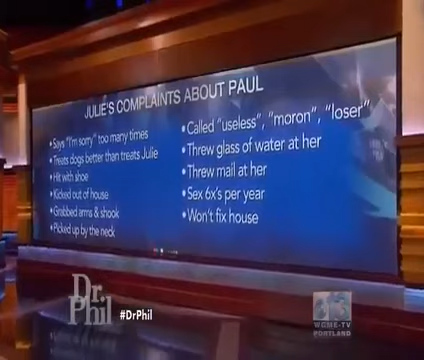 JULIE'S COMPLAINTS ABOUT PAUL
•Says "I'm sorry" too many times
•Treats dogs better than treats Julie
•Hit with shoe
•Kicked out of house
•Grabbed arms & shook
•Picked up by the neck
•Called "useless", "moron", "loser"
•Threw glass of water at her
•Threw mail at her
•Sex 6x's per year
•Won't fix house
Dr.
Phil
#DrPhil
13
WGME-TV
PORTLAND